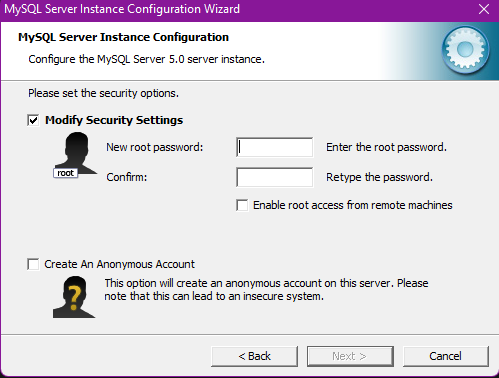 MySQL Server Instance Configuration Wizard
MySQL Server Instance Configuration
Configure the MySQL Server 5.0 server instance.
Please set the security options.
Modify Security Settings
New root password: Enter the root password.
root
Confirm: Retype the password.
Enable root access from remote machines
Create An Anonymous Account
This option will create an anonymous account on this server. Please
note that this can lead to an insecure system.
< Back Next > Cancel